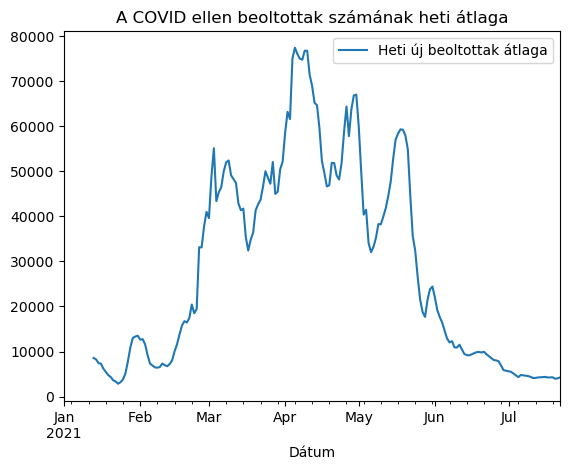 A COVID ellen beoltottak számának heti átlaga
Heti új beoltottak átlaga
80000
70000
60000
50000
40000
30000
20000
10000
0
Jan Feb Mar Apr May Jun Jul
2021
Dátum